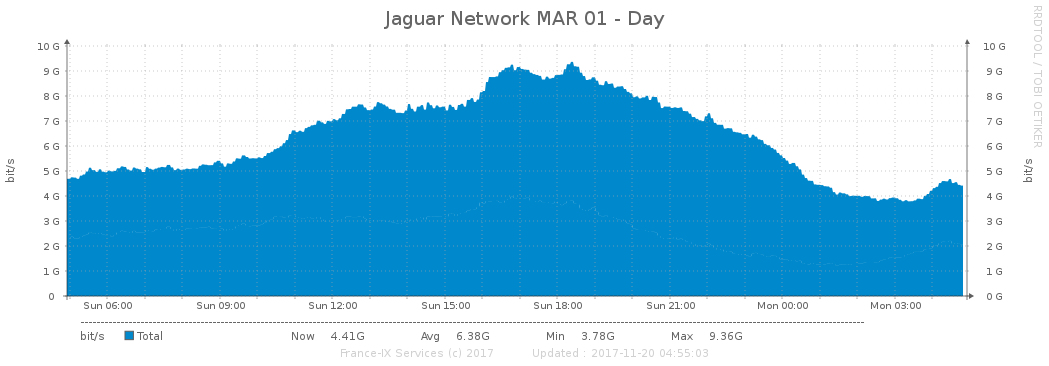 Jaguar Network MAR 01 - Day
RRDTOOL / TOBI OETIKER
10 G 10 G
9 G 9 G
8 G 8 G
7 G 7 G
6 G 6 G
5 G 5 G
4 G 4 G
3 G 3 G
2 G 2 G
1 G 1 G
0 0 G
bit/s
bit/s
Sun 06:00 Sun 09:00 Sun 12:00 Sun 15:00 Sun 18:00 Sun 21:00 Mon 00:00 Mon 03:00
bit/s Total Now 4.41G Avg 6.38G Min 3.78G Max 9.36G
France-IX Services (c) 2017 Updated : 2017-11-20 04:55:03